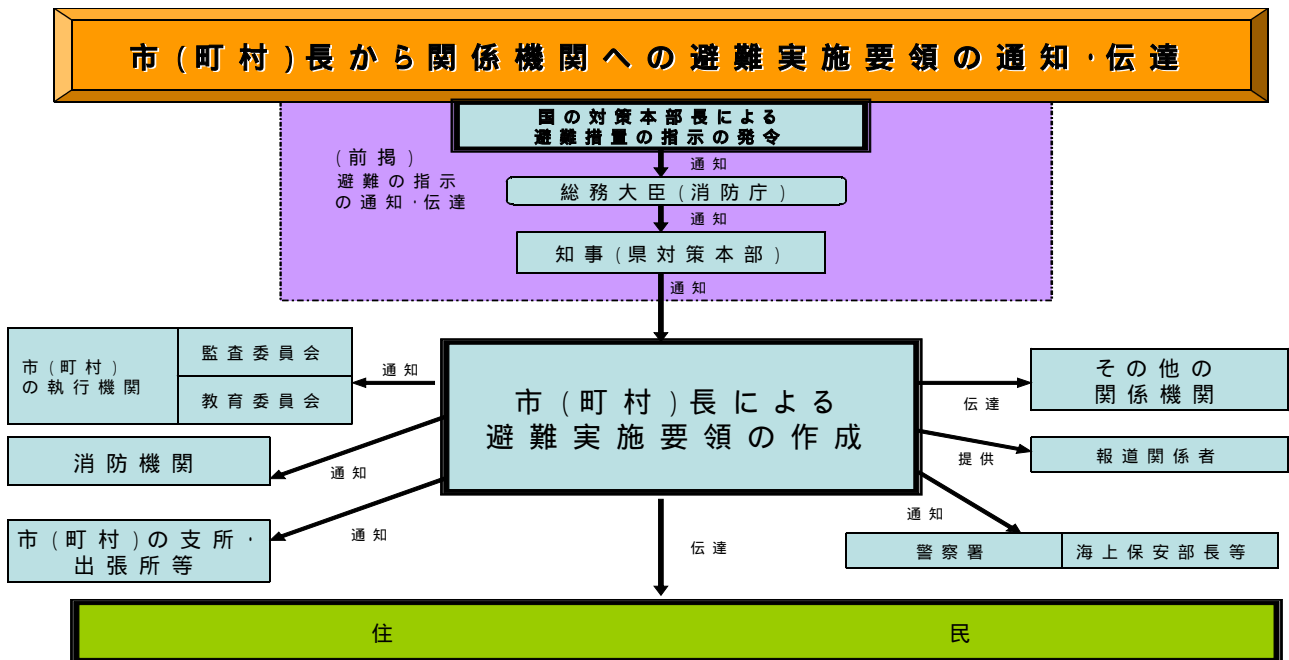 市(町村)長から関係機関への避難実施要領の通知・伝達
国の対策本部長による
避難措置の指示の発令
(前掲)
避難の指示
の通知・伝達
通知
総務大臣(消防庁)
通知
知事(県対策本部)
通知
市(町村)
の執行機関
監査委員会
教育委員会
通知
消防機関
通知
市(町村)の支所・
出張所等
通知
市(町村)長による
避難実施要領の作成
その他の
関係機関
伝達
報道関係者
提供
通知
警察署
海上保安部長等
伝達
住民